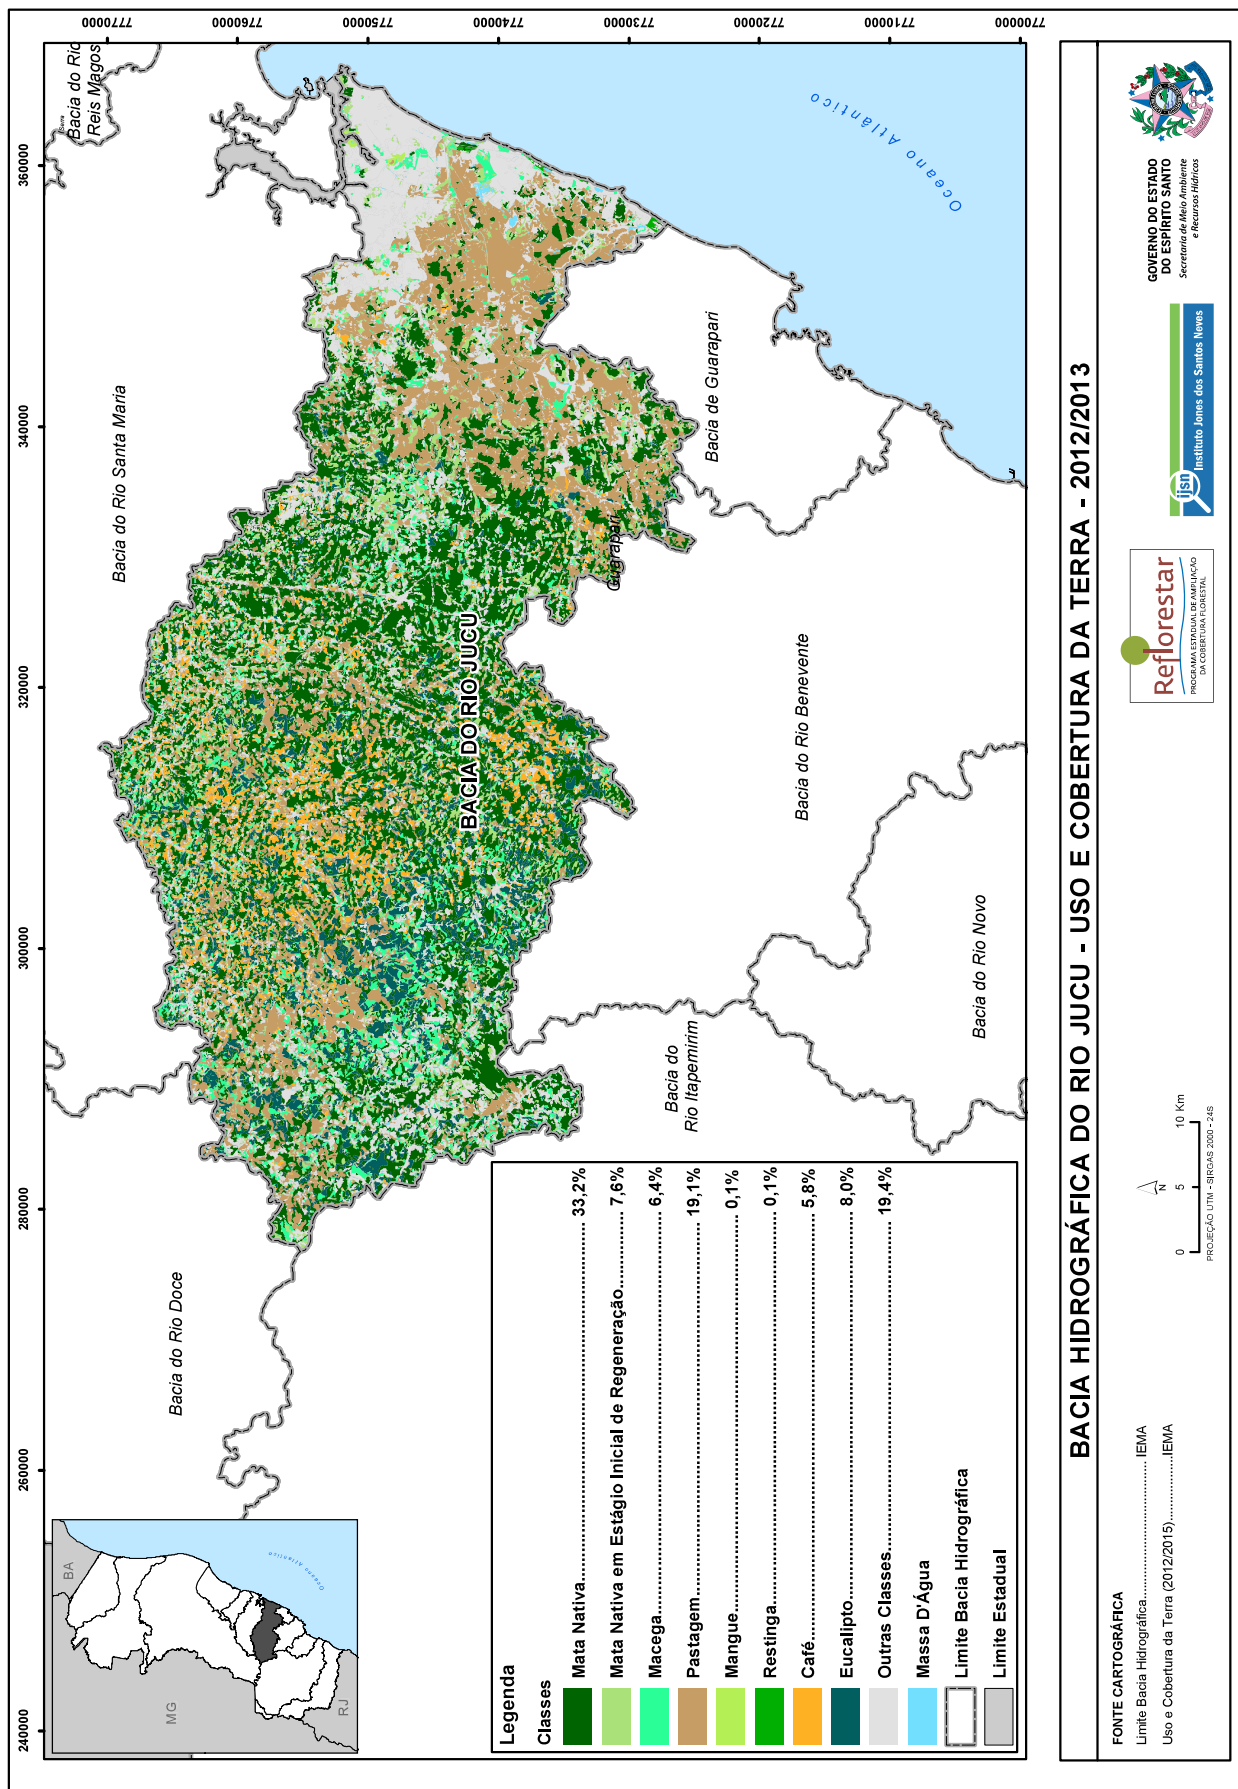 240000
260000
280000
300000
320000
340000
360000
7770000
7760000
7750000
7740000
7730000
7720000
7710000
7700000
BA
MG
RJ
Oceano Atlântico
Bacia do Rio Doce
Bacia do Rio Santa Maria
Bacia do Rio
Reis Magos
Serra
BACIA DO RIO JUCU
Guarapari
Bacia de Guarapari
Oceano Atlântico
Bacia do Rio Benevente
Bacia do
Rio Itapemirim
Bacia do Rio Novo
Legenda
Classes
Mata Nativa............33,2%
Mata Nativa em Estágio Inicial de Regeneração............7,6%
Macega............6,4%
Pastagem............19,1%
Mangue............0,1%
Restinga............0,1%
Café............5,8%
Eucalipto............8,0%
Outras Classes............19,4%
Massa D'Água
Limite Bacia Hidrográfica
Limite Estadual
BACIA HIDROGRÁFICA DO RIO JUCU - USO E COBERTURA DA TERRA - 2012/2013
FONTE CARTOGRÁFICA
Limite Bacia Hidrográfica............IEMA
Uso e Cobertura da Terra (2012/2015)............IEMA
N
0 5 10 Km
PROJEÇÃO UTM - SIRGAS 2000 - 24S
Reflorestar
PROGRAMA ESTADUAL DE AMPLIAÇÃO
DA COBERTURA FLORESTAL
ijsn
Instituto Jones dos Santos Neves
GOVERNO DO ESTADO
DO ESPÍRITO SANTO
Secretaria de Meio Ambiente
e Recursos Hídricos